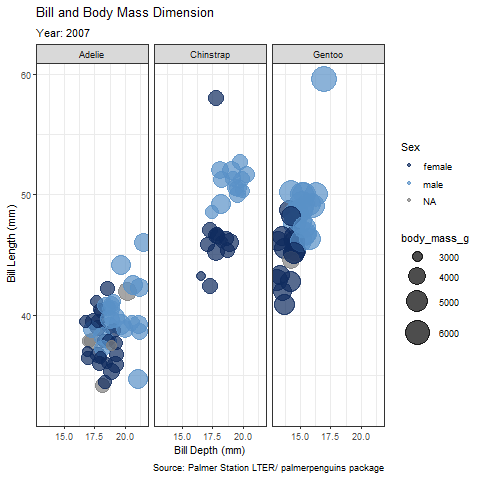 Bill and Body Mass Dimension
Year: 2007
Adelie
Chinstrap
Gentoo
60
50
40
Bill Length (mm)
15.0 17.5 20.0
15.0 17.5 20.0
15.0 17.5 20.0
Bill Depth (mm)
Sex
female
male
NA
body_mass_g
3000
4000
5000
6000
Source: Palmer Station LTER/ palmerpenguins package